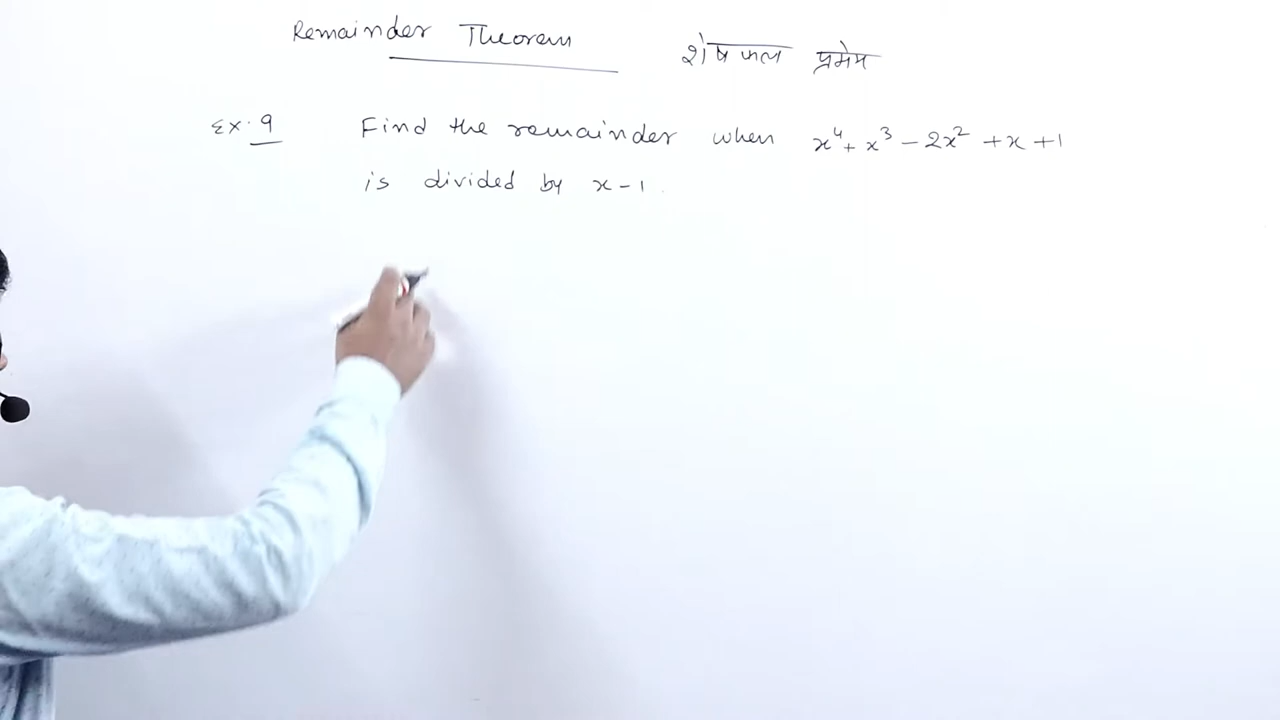 Remainder Theorem शेषफल प्रमेय
Ex. 9 Find the remainder when x⁴ + x³ - 2x² + x + 1
is divided by x - 1.